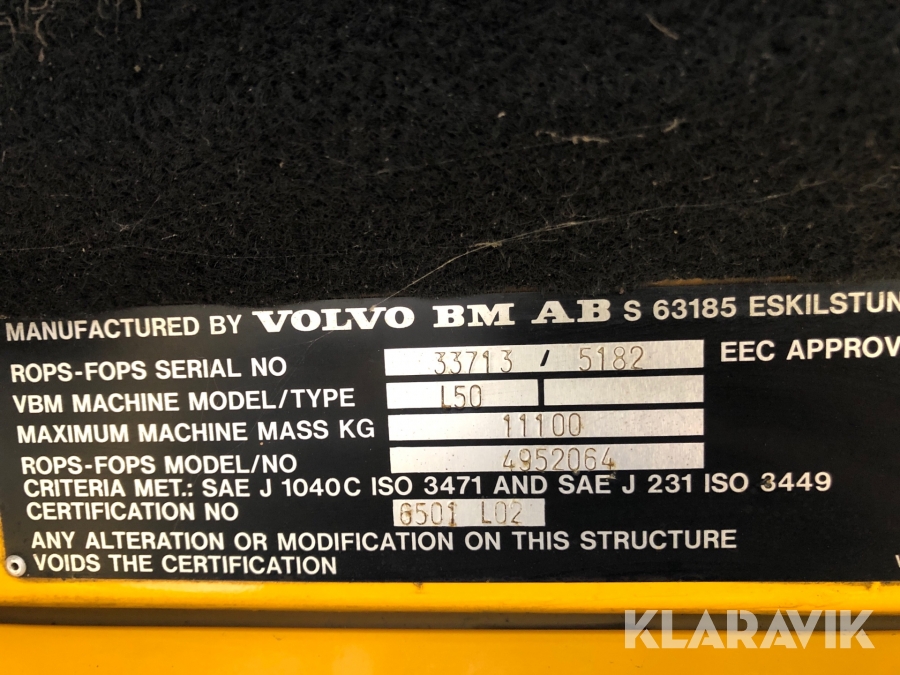 MANUFACTURED BY VOLVO BM AB S 63185 ESKILSTUN
ROPS-FOPS SERIAL NO 33713 / 5182 EEC APPROV
VBM MACHINE MODEL/TYPE L50
MAXIMUM MACHINE MASS KG 11100
ROPS-FOPS MODEL/NO 4952064
CRITERIA MET.: SAE J 1040C ISO 3471 AND SAE J 231 ISO 3449
CERTIFICATION NO 6501 L02
ANY ALTERATION OR MODIFICATION ON THIS STRUCTURE
VOIDS THE CERTIFICATION
KLARAVIK